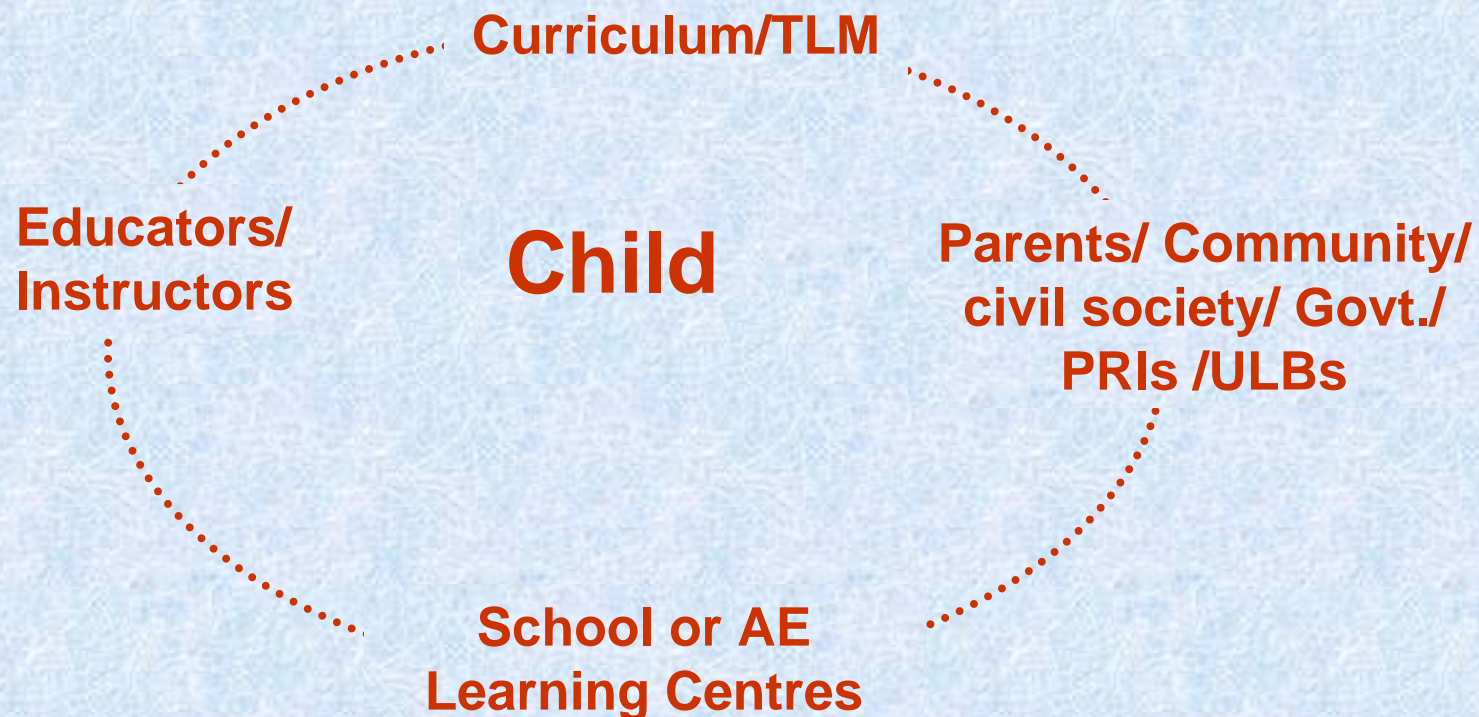 Curriculum/TLM
Educators/
Instructors
Child
Parents/ Community/
civil society/ Govt./
PRIs /ULBs
School or AE
Learning Centres